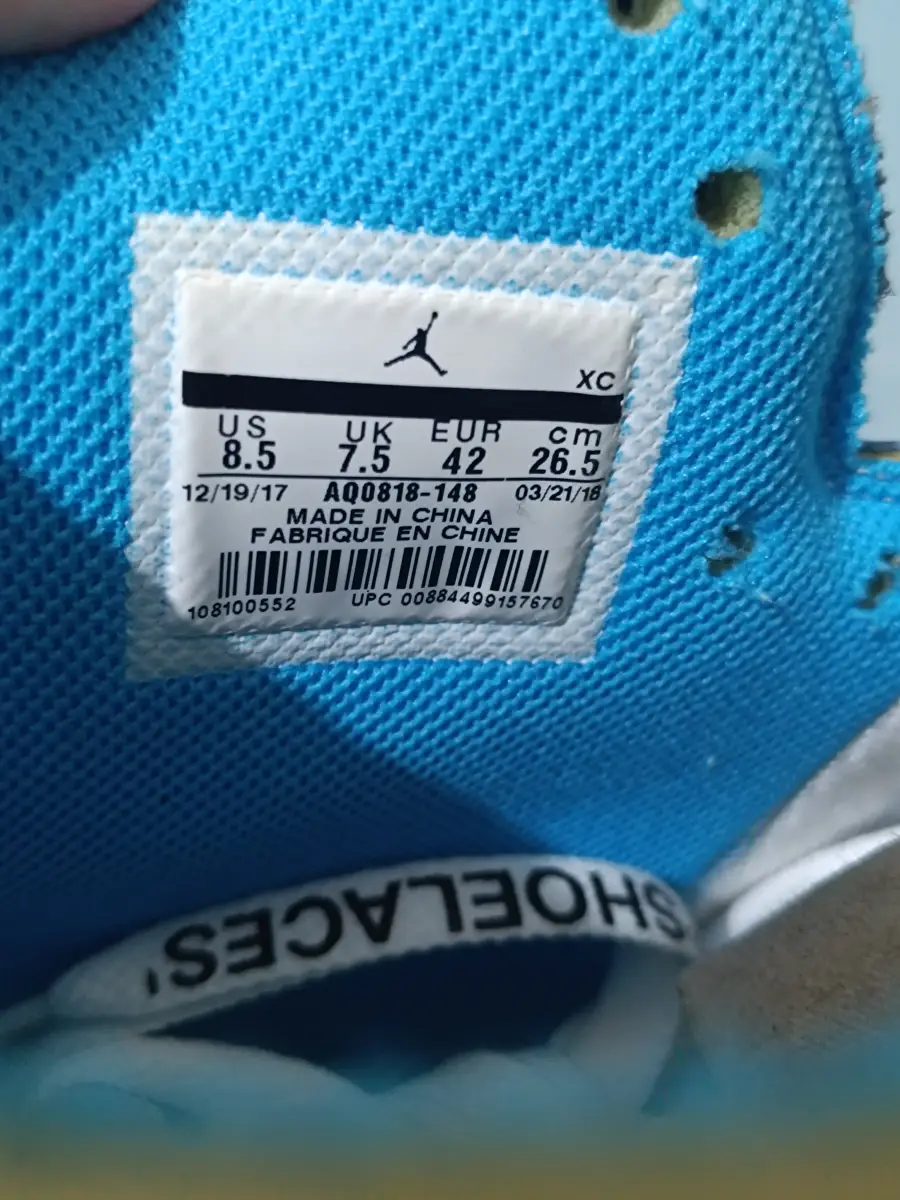 XC
US UK EUR cm
8.5 7.5 42 26.5
12/19/17 AQ0818-148 03/21/18
MADE IN CHINA
FABRIQUE EN CHINE
108100552 UPC 00884499157670
SHOELACES"